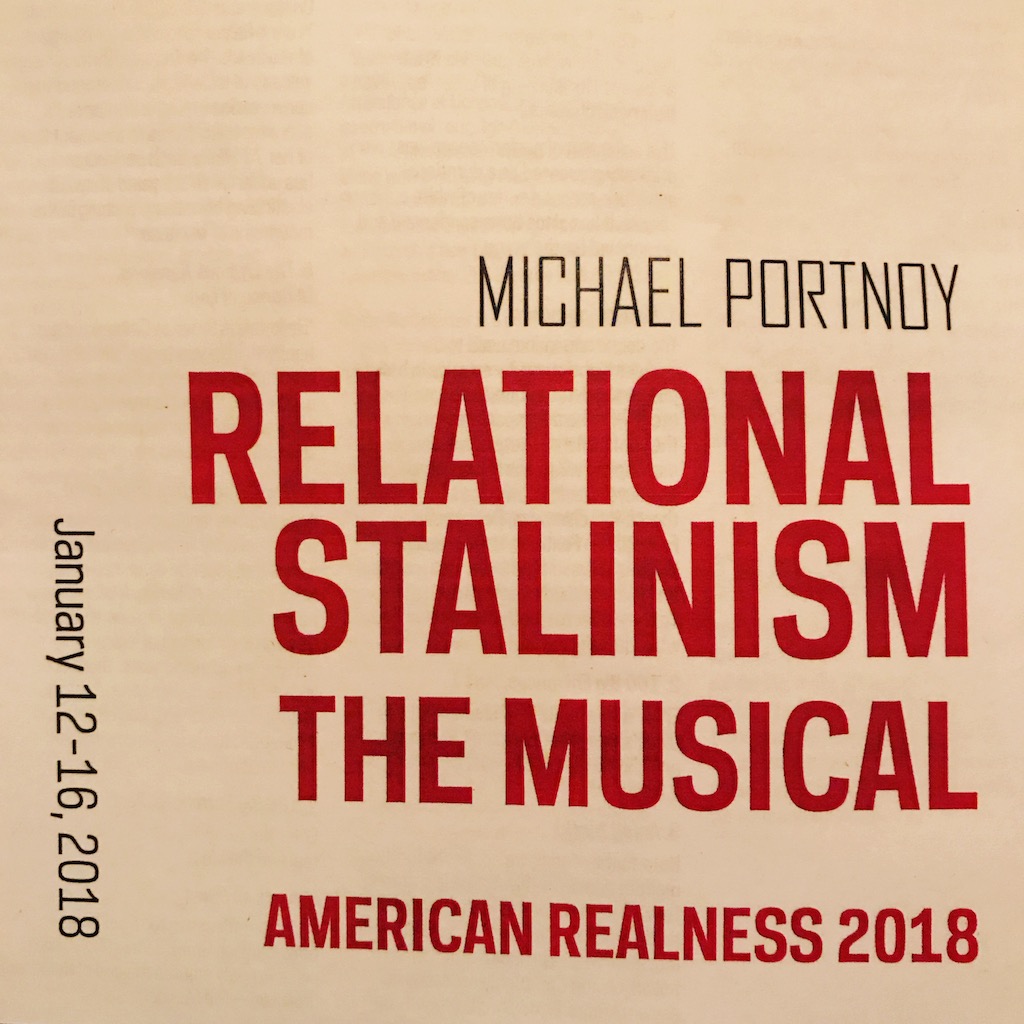 MICHAEL PORTNOY
RELATIONAL
STALINISM
THE MUSICAL
AMERICAN REALNESS 2018
January 12-16, 2018